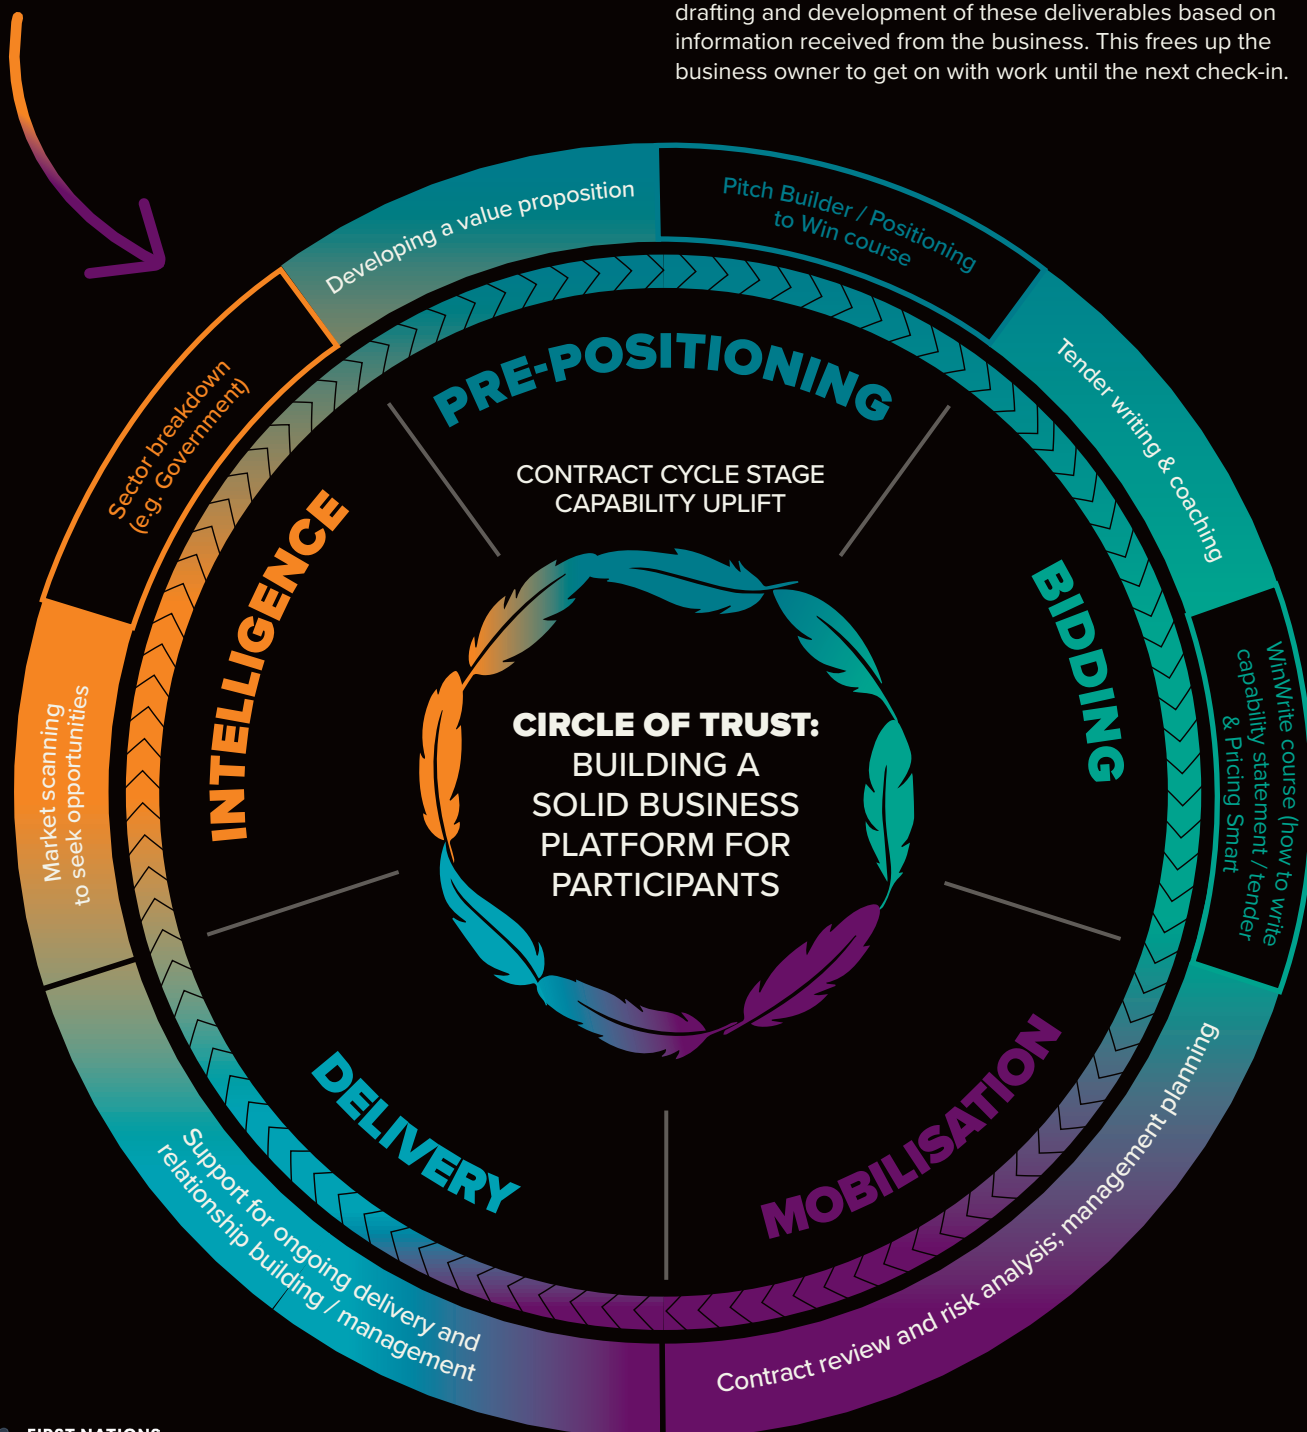 drafting and development of these deliverables based on
information received from the business. This frees up the
business owner to get on with work until the next check-in.
Developing a value proposition
Pitch Builder / Positioning
to Win course
Sector breakdown
(e.g. Government)
Tender writing & coaching
PRE-POSITIONING
CONTRACT CYCLE STAGE
CAPABILITY UPLIFT
INTELLIGENCE
BIDDING
Market scanning
to seek opportunities
WinWrite course (how to write
capability statement / tender
& Pricing Smart
CIRCLE OF TRUST:
BUILDING A
SOLID BUSINESS
PLATFORM FOR
PARTICIPANTS
DELIVERY
MOBILISATION
Support for ongoing delivery and
relationship building / management
Contract review and risk analysis; management planning
FIRST NATIONS